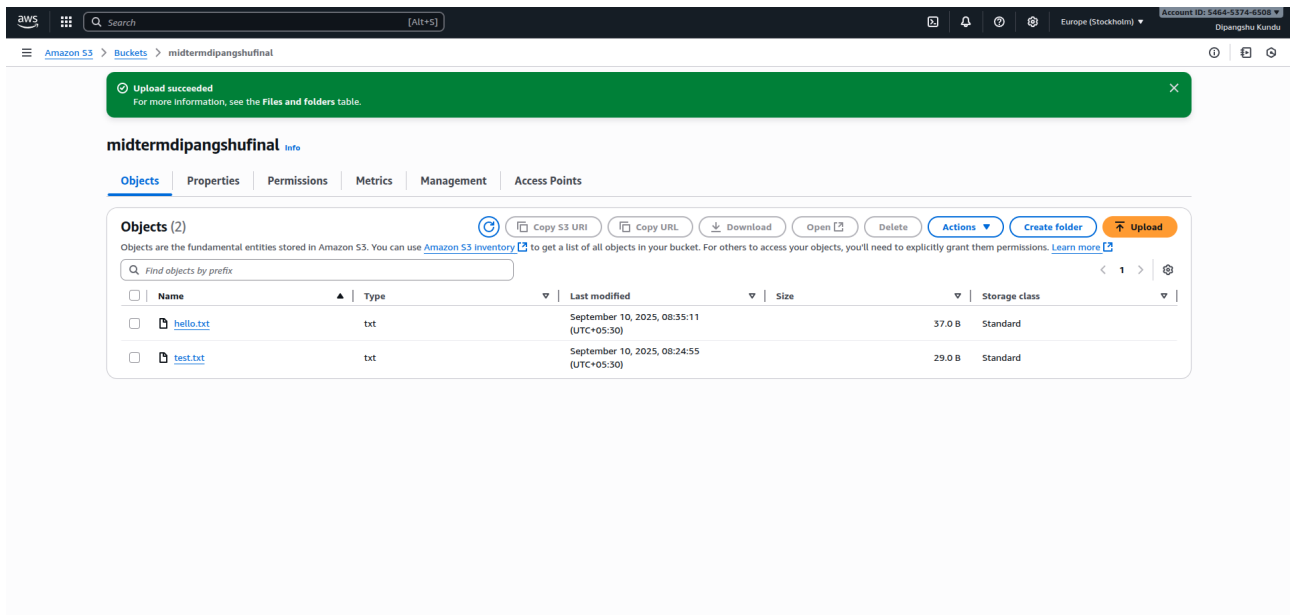 aws
Search
[Alt+S]
Europe (Stockholm) ▼
Account ID: 5464-5374-6508 ▼
Dipangshu Kundu
Amazon S3 > Buckets > midtermdipangshufinal
Upload succeeded
For more information, see the Files and folders table.
midtermdipangshufinal Info
Objects Properties Permissions Metrics Management Access Points
Objects (2)
Copy S3 URI Copy URL Download Open Delete Actions ▼ Create folder Upload
Objects are the fundamental entities stored in Amazon S3. You can use Amazon S3 Inventory to get a list of all objects in your bucket. For others to access your objects, you'll need to explicitly grant them permissions. Learn more
Find objects by prefix
< 1 >
Name Type Last modified Size Storage class
hello.txt txt September 10, 2025, 08:35:11 (UTC+05:30) 37.0 B Standard
test.txt txt September 10, 2025, 08:24:55 (UTC+05:30) 29.0 B Standard